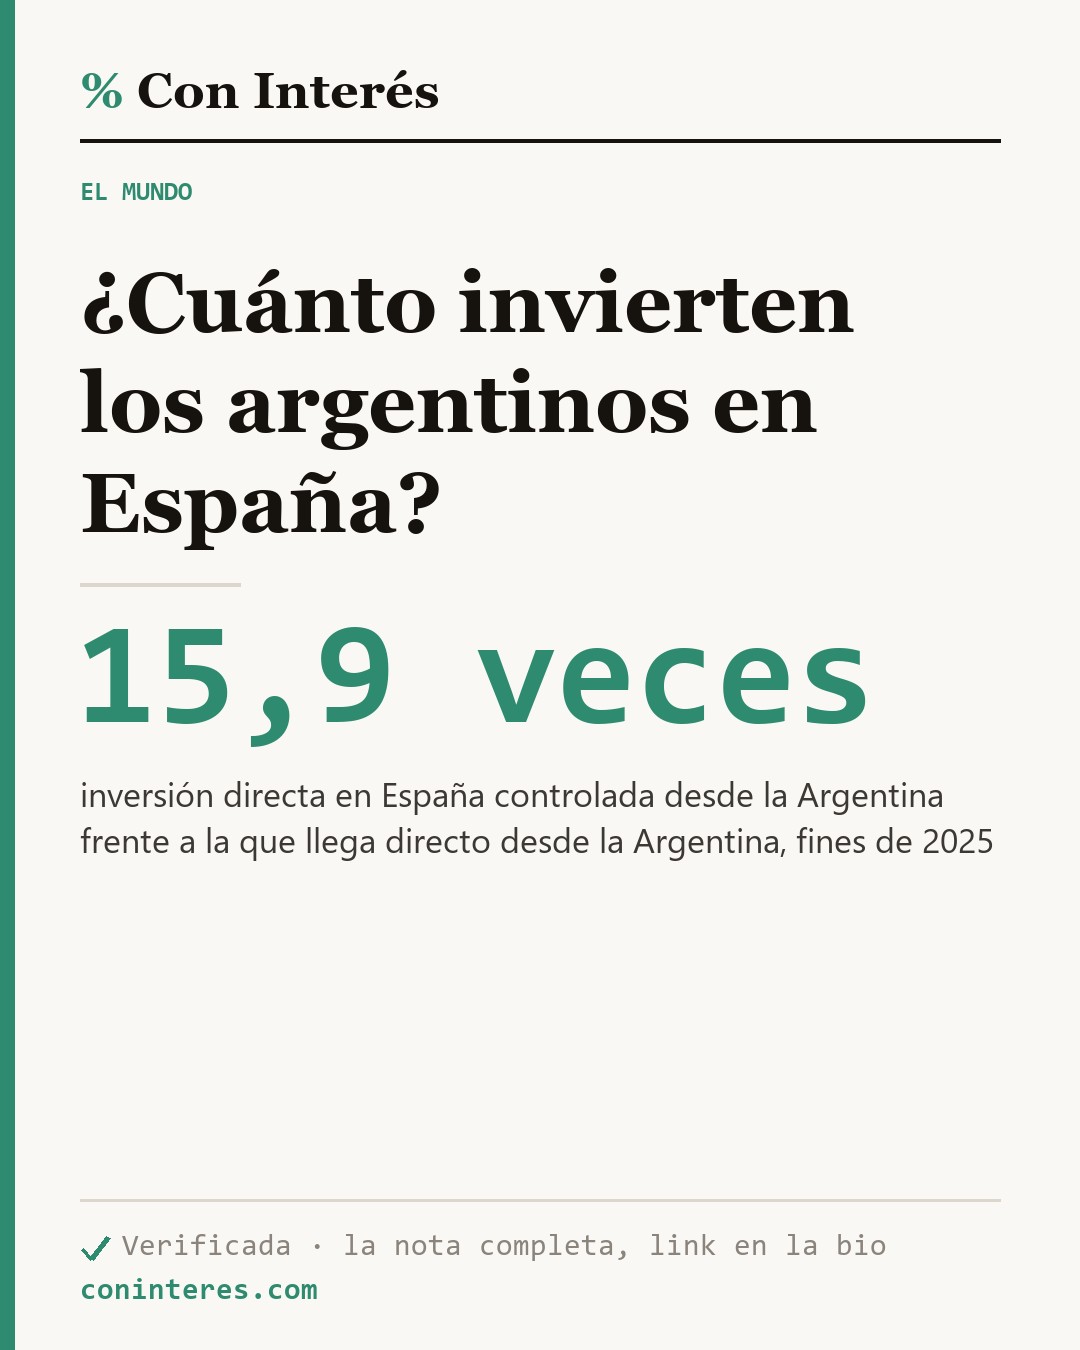 % Con Interés
EL MUNDO
¿Cuánto invierten
los argentinos en
España?
15,9 veces
inversión directa en España controlada desde la Argentina
frente a la que llega directo desde la Argentina, fines de 2025
✓ Verificada · la nota completa, link en la bio
coninteres.com